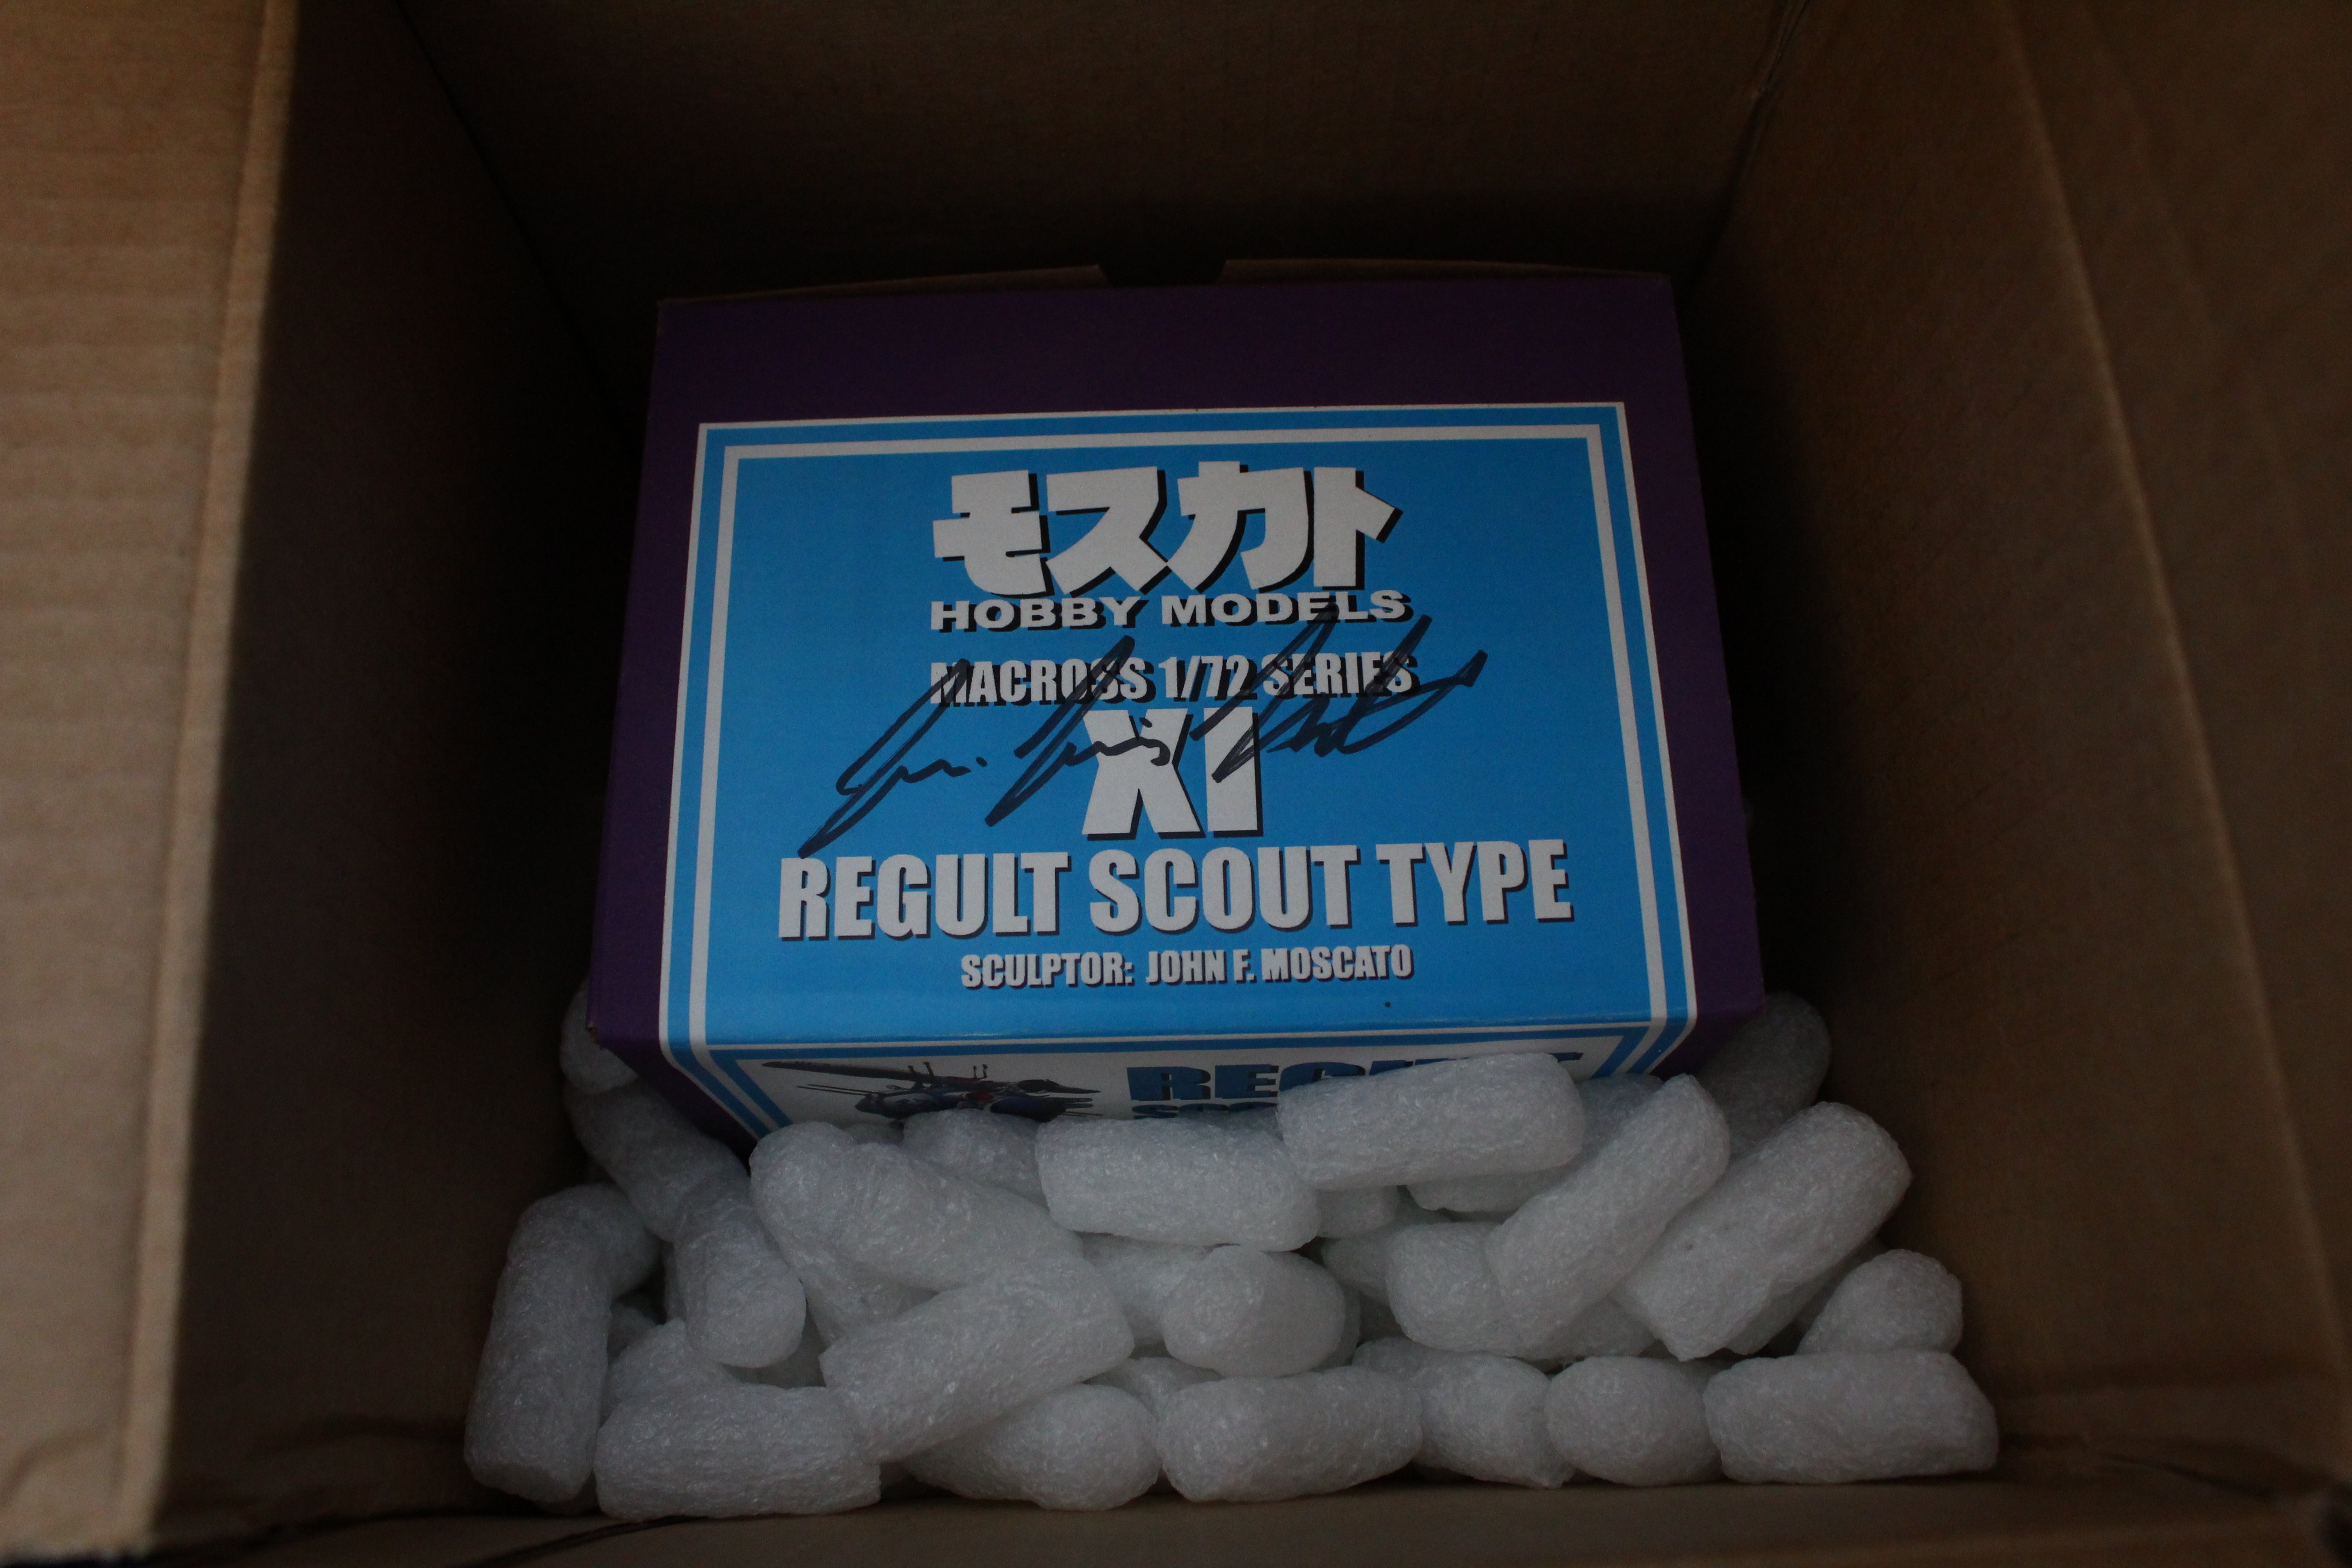 モスカト
HOBBY MODELS
MACROSS 1/72 SERIES
XI
REGULT SCOUT TYPE
SCULPTOR: JOHN F. MOSCATO